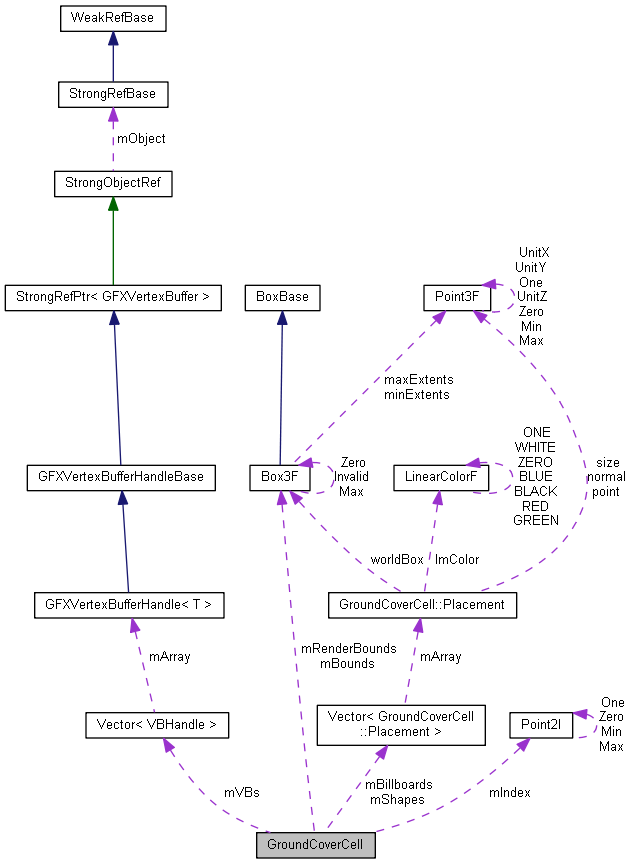 WeakRefBase
StrongRefBase
mObject
StrongObjectRef
UnitX
UnitY
One
UnitZ
Zero
Min
Max
StrongRefPtr< GFXVertexBuffer >
BoxBase
Point3F
maxExtents
minExtents
ONE
WHITE
ZERO
BLUE
BLACK
RED
GREEN
GFXVertexBufferHandleBase
Box3F
Zero
Invalid
Max
LinearColorF
size
normal
point
worldBox
lmColor
GFXVertexBufferHandle< T >
GroundCoverCell::Placement
mArray
mRenderBounds
mBounds
mArray
Vector< VBHandle >
Vector< GroundCoverCell
::Placement >
Point2I
One
Zero
Min
Max
mVBs
mBillboards
mShapes
mIndex
GroundCoverCell